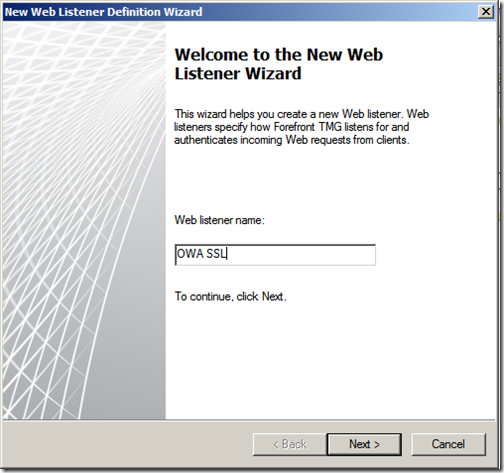 New Web Listener Definition Wizard
Welcome to the New Web
Listener Wizard
This wizard helps you create a new Web listener. Web
listeners specify how Forefront TMG listens for and
authenticates incoming Web requests from clients.
Web listener name:
OWA SSL
To continue, click Next.
< Back Next > Cancel